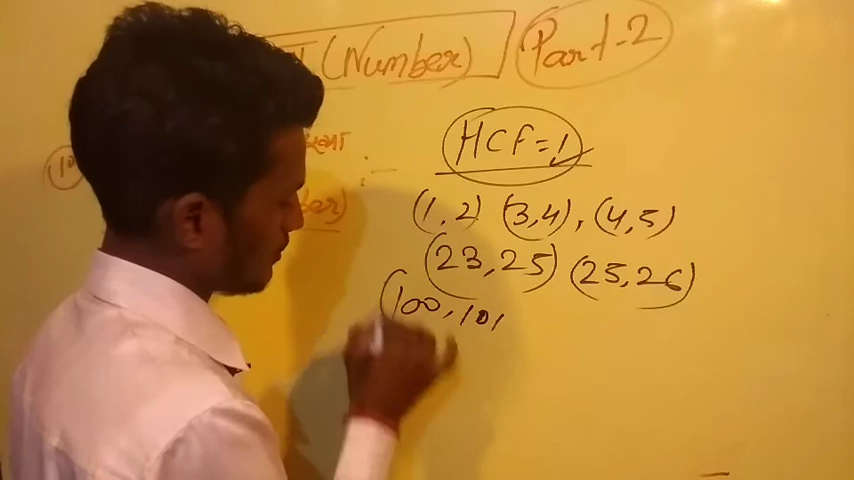 (Number) Part-2
HCF=1
(1,2) (3,4), (4,5)
(23,25) (25,26)
(100,101